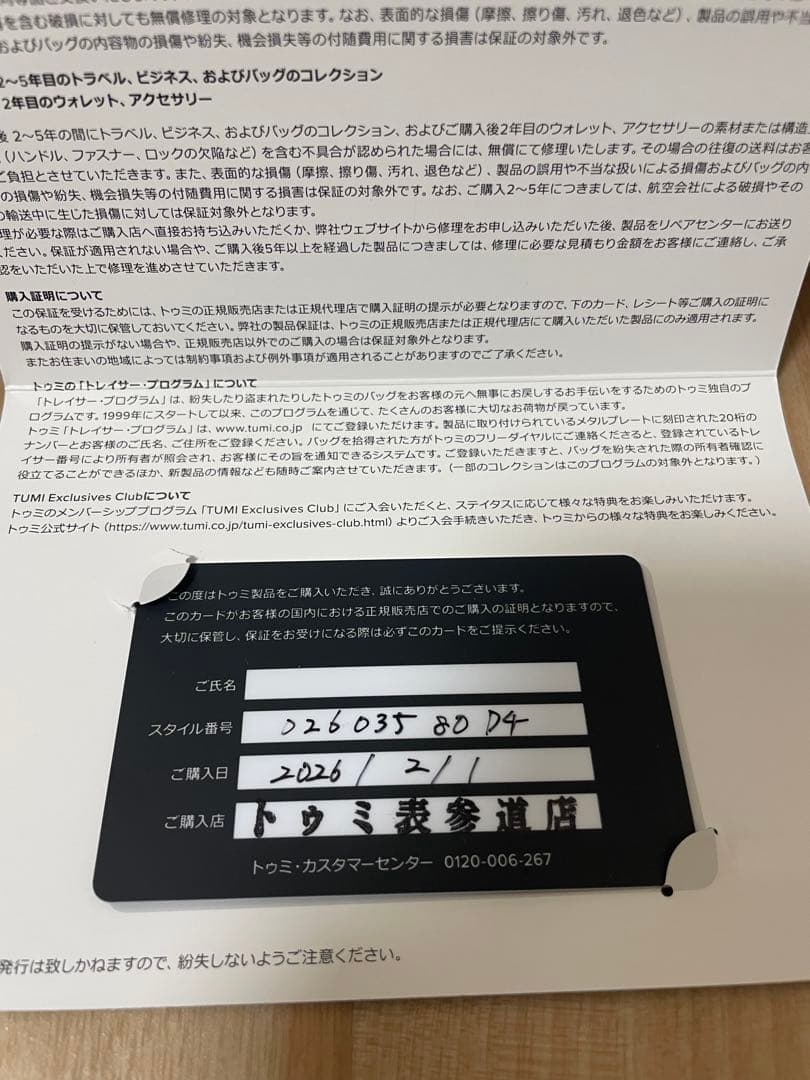 を含む破損に対しても無償修理の対象となります。なお、表面的な損傷（摩擦、擦り傷、汚れ、退色など）、製品の誤用や不当
およびバッグの内容物の損傷や紛失、機会損失等の付随費用に関する損害は保証の対象外です。
2〜5年目のトラベル、ビジネス、およびバッグのコレクション
2年目のウォレット、アクセサリー
後 2〜5年の間にトラベル、ビジネス、およびバッグのコレクション、およびご購入後2年目のウォレット、アクセサリーの素材または構造
（ハンドル、ファスナー、ロックの欠陥など）を含む不具合が認められた場合には、無償にて修理いたします。その場合の往復の送料はお客
ご負担とさせていただきます。また、表面的な損傷（摩擦、擦り傷、汚れ、退色など）、製品の誤用や不当な扱いによる損傷およびバッグの内
の損傷や紛失、機会損失等の付随費用に関する損害は保証の対象外です。なお、ご購入2〜5年につきましては、航空会社による破損やその
の輸送中に生じた損傷に対しては保証対象外となります。
理が必要な際はご購入店へ直接お持ち込みいただくか、弊社ウェブサイトから修理をお申し込みいただいた後、製品をリペアセンターにお送り
ください。保証が適用されない場合や、ご購入後5年以上を経過した製品につきましては、修理に必要な見積もり金額をお客様にご連絡し、ご承
認をいただいた上で修理を進めさせていただきます。
購入証明について
この保証を受けるためには、トゥミの正規販売店または正規代理店で購入証明の提示が必要となりますので、下のカード、レシート等ご購入の証明に
なるものを大切に保管しておいてください。弊社の製品保証は、トゥミの正規販売店または正規代理店にて購入いただいた製品にのみ適用されます。
購入証明の提示がない場合や、正規販売店以外でのご購入の場合は保証対象外となります。
またお住まいの地域によっては制約事項および例外事項が適用されることがありますのでご了承ください。
トゥミの「トレイサー・プログラム」について
「トレイサー・プログラム」は、紛失したり盗まれたりしたトゥミのバッグをお客様の元へ無事にお戻しするお手伝いをするためのトゥミ独自のプ
ログラムです。1999年にスタートして以来、このプログラムを通じて、たくさんのお客様に大切なお荷物が戻っています。
トゥミ「トレイサー・プログラム」は、www.tumi.co.jp にてご登録いただけます。製品に取り付けられているメタルプレートに刻印された20桁の
ナンバーとお客様のご氏名、ご住所をご登録ください。バッグを拾得された方がトゥミのフリーダイヤルにご連絡くださると、登録されているトレ
イサー番号により所有者が照会され、お客様にその旨を通知できるシステムです。ご登録いただきますと、バッグを紛失された際の所有者確認に
役立てることができるほか、新製品の情報なども随時ご案内させていただきます。（一部のコレクションはこのプログラムの対象外となります。）
TUMI Exclusives Clubについて
トゥミのメンバーシッププログラム「TUMI Exclusives Club」にご入会いただくと、ステイタスに応じて様々な特典をお楽しみいただけます。
トゥミ公式サイト（https://www.tumi.co.jp/tumi-exclusives-club.html）よりご入会手続きいただき、トゥミからの様々な特典をお楽しみください。
この度はトゥミ製品をご購入いただき、誠にありがとうございます。
このカードがお客様の国内における正規販売店でのご購入の証明となりますので、
大切に保管し、保証をお受けになる際は必ずこのカードをご提示ください。
ご氏名
スタイル番号 026035 80 D4
ご購入日 2026/2/1
ご購入店 トゥミ表参道店
トゥミ・カスタマーセンター 0120-006-267
発行は致しかねますので、紛失しないようご注意ください。